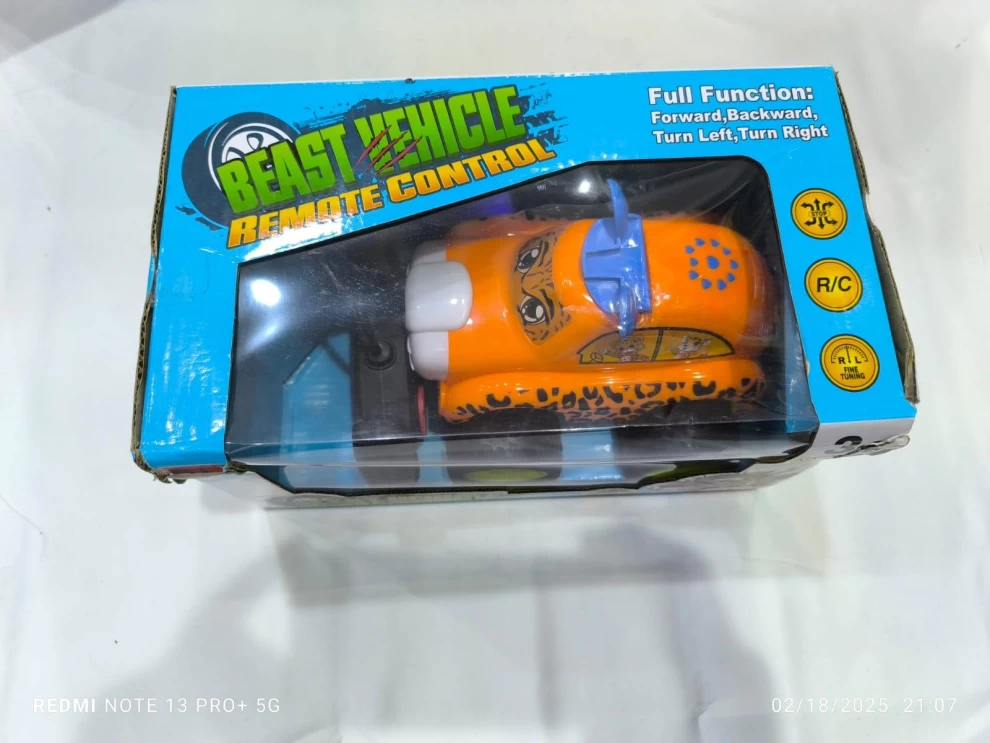 BEAST VEHICLE
REMOTE CONTROL
Full Function:
Forward,Backward,
Turn Left,Turn Right
STOP
R/C
R L
FINE
TUNING
REDMI NOTE 13 PRO+ 5G
02/18/2025 21:07